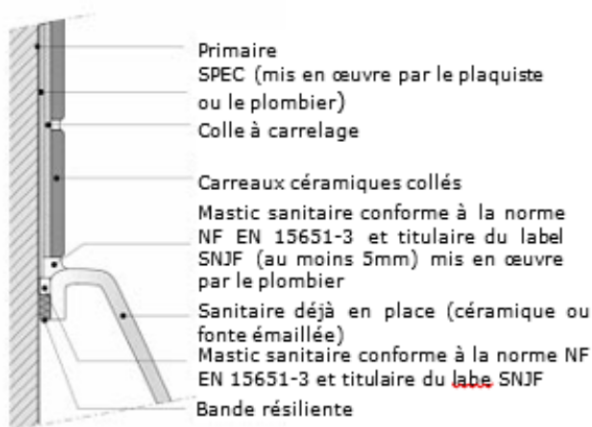 Primaire
SPEC (mis en œuvre par le plaquiste
ou le plombier)
Colle à carrelage
Carreaux céramiques collés
Mastic sanitaire conforme à la norme
NF EN 15651-3 et titulaire du label
SNJF (au moins 5mm) mis en œuvre
par le plombier
Sanitaire déjà en place (céramique ou
fonte émaillée)
Mastic sanitaire conforme à la norme NF
EN 15651-3 et titulaire du labe SNJF
Bande résiliente